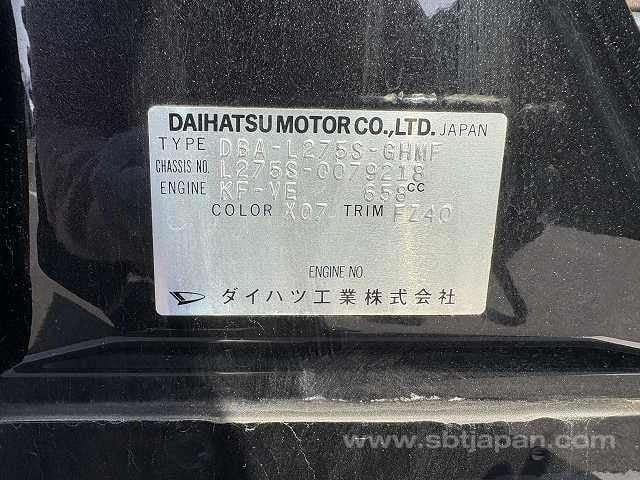 DAIHATSU MOTOR CO.,LTD. JAPAN
TYPE DBA-L275S-GHMF
CHASSIS NO. L275S-0079218
ENGINE KF-VE 658CC
COLOR X07 TRIM FZ40
ENGINE NO.
ダイハツ工業株式会社
www.sbtjapan.com